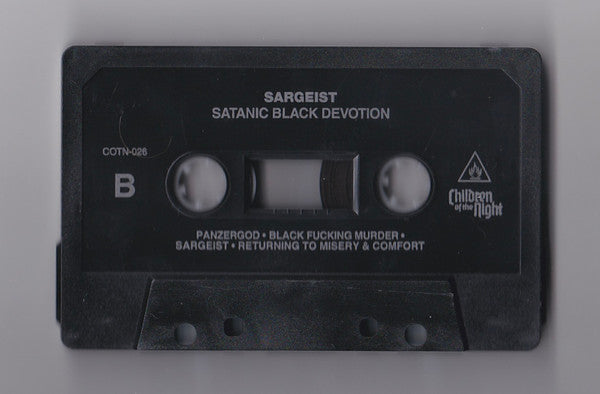 SARGEIST
SATANIC BLACK DEVOTION
COTN-026
B
Children
of the Night
PANZERGOD • BLACK FUCKING MURDER •
SARGEIST • RETURNING TO MISERY & COMFORT